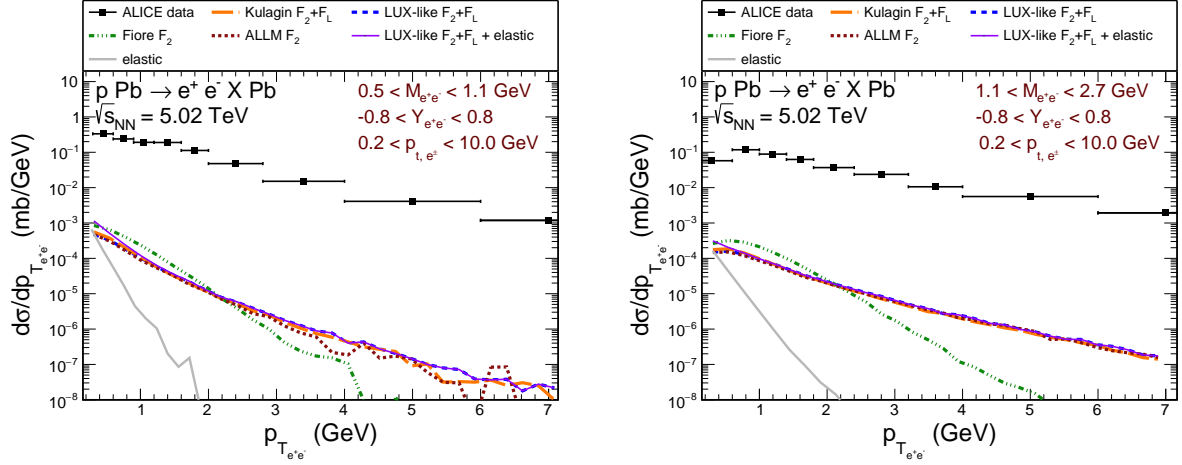 ALICE data Kulagin F2+FL LUX-like F2+FL
Fiore F2 ALLM F2 LUX-like F2+FL + elastic
elastic
p Pb → e+ e- X Pb
√sNN = 5.02 TeV
0.5 < Me+e- < 1.1 GeV
-0.8 < Ye+e- < 0.8
0.2 < pt, e± < 10.0 GeV
dσ/dpTe+e- (mb/GeV)
10
1
10−1
10−2
10−3
10−4
10−5
10−6
10−7
10−8
1 2 3 4 5 6 7
pTe+e- (GeV)
ALICE data Kulagin F2+FL LUX-like F2+FL
Fiore F2 ALLM F2 LUX-like F2+FL + elastic
elastic
p Pb → e+ e- X Pb
√sNN = 5.02 TeV
1.1 < Me+e- < 2.7 GeV
-0.8 < Ye+e- < 0.8
0.2 < pt, e± < 10.0 GeV
dσ/dpTe+e- (mb/GeV)
10
1
10−1
10−2
10−3
10−4
10−5
10−6
10−7
10−8
1 2 3 4 5 6 7
pTe+e- (GeV)